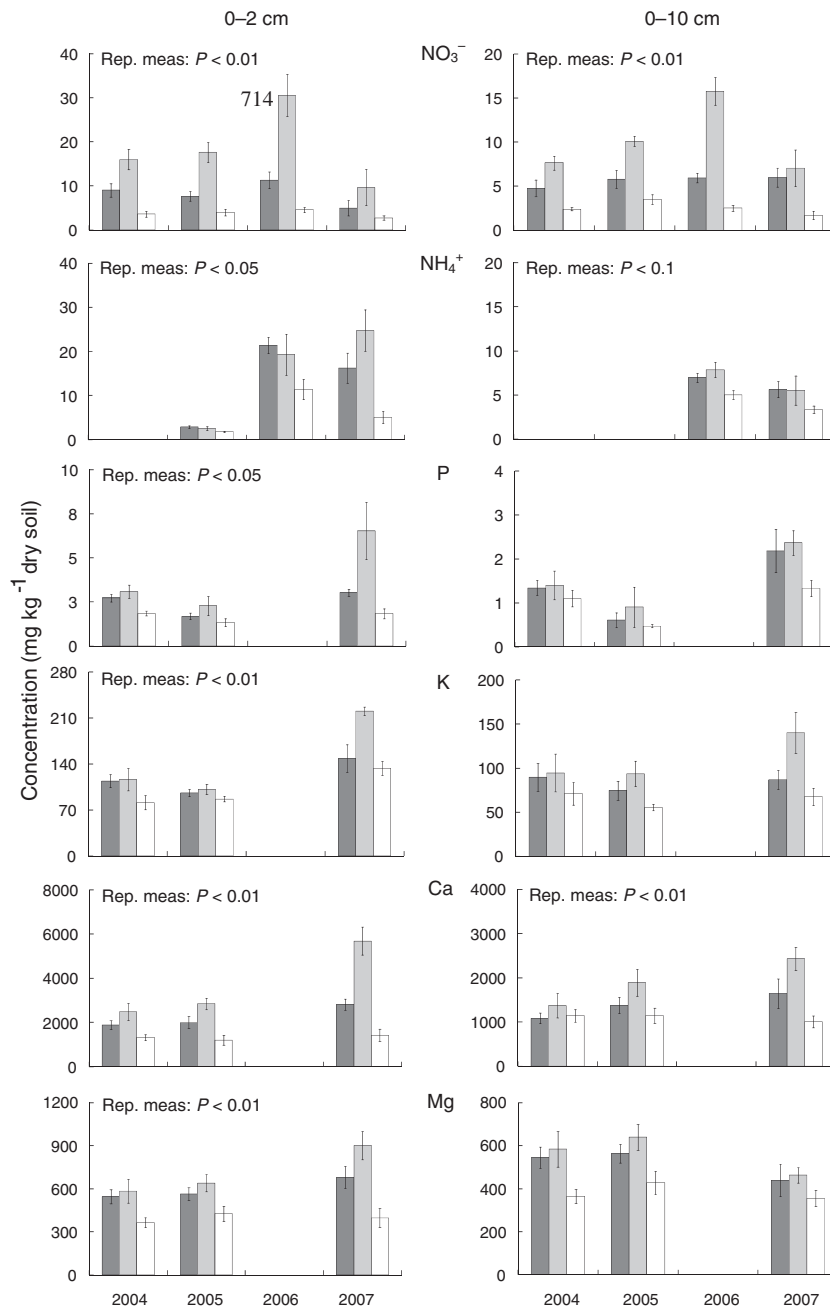 0–2 cm 0–10 cm
40 Rep. meas: P < 0.01 NO₃⁻ 20 Rep. meas: P < 0.01
30 714 15
20 10
10 5
0 0
40 Rep. meas: P < 0.05 NH₄⁺ 20 Rep. meas: P < 0.1
30 15
20 10
10 5
0 0
Concentration (mg kg⁻¹ dry soil)
10 Rep. meas: P < 0.05 P 4
8 3
5 2
3 1
0 0
280 Rep. meas: P < 0.01 K 200
210 150
140 100
70 50
0 0
8000 Rep. meas: P < 0.01 Ca 4000 Rep. meas: P < 0.01
6000 3000
4000 2000
2000 1000
0 0
1200 Rep. meas: P < 0.01 Mg 800
900 600
600 400
300 200
0 0
2004 2005 2006 2007 2004 2005 2006 2007